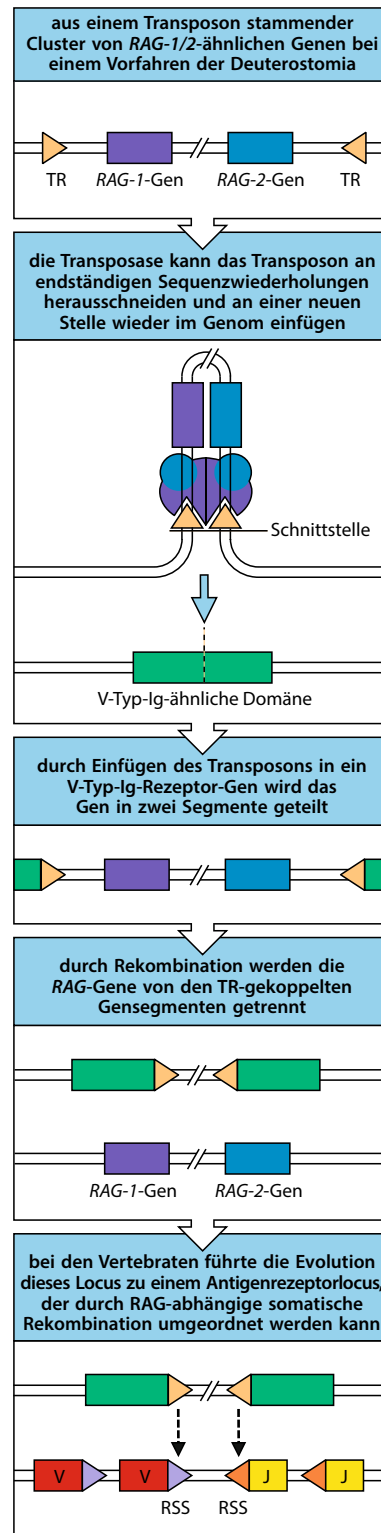 aus einem Transposon stammender
Cluster von RAG-1/2-ähnlichen Genen bei
einem Vorfahren der Deuterostomia
TR RAG-1-Gen RAG-2-Gen TR
die Transposase kann das Transposon an
endständigen Sequenzwiederholungen
herausschneiden und an einer neuen
Stelle wieder im Genom einfügen
Schnittstelle
V-Typ-Ig-ähnliche Domäne
durch Einfügen des Transposons in ein
V-Typ-Ig-Rezeptor-Gen wird das
Gen in zwei Segmente geteilt
durch Rekombination werden die
RAG-Gene von den TR-gekoppelten
Gensegmenten getrennt
RAG-1-Gen RAG-2-Gen
bei den Vertebraten führte die Evolution
dieses Locus zu einem Antigenrezeptorlocus,
der durch RAG-abhängige somatische
Rekombination umgeordnet werden kann
V V J J
RSS RSS